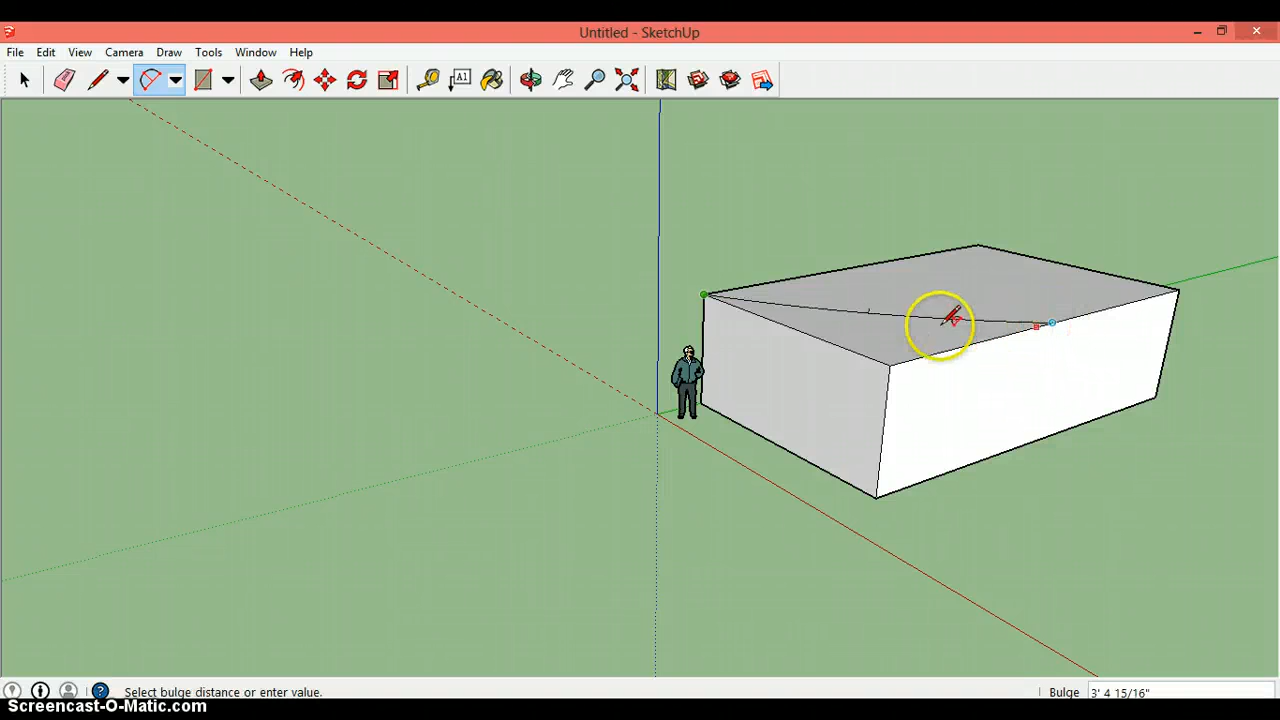 Untitled - SketchUp
File Edit View Camera Draw Tools Window Help
A1
Select bulge distance or enter value. Bulge 3' 4 15/16"
Screencast-O-Matic.com